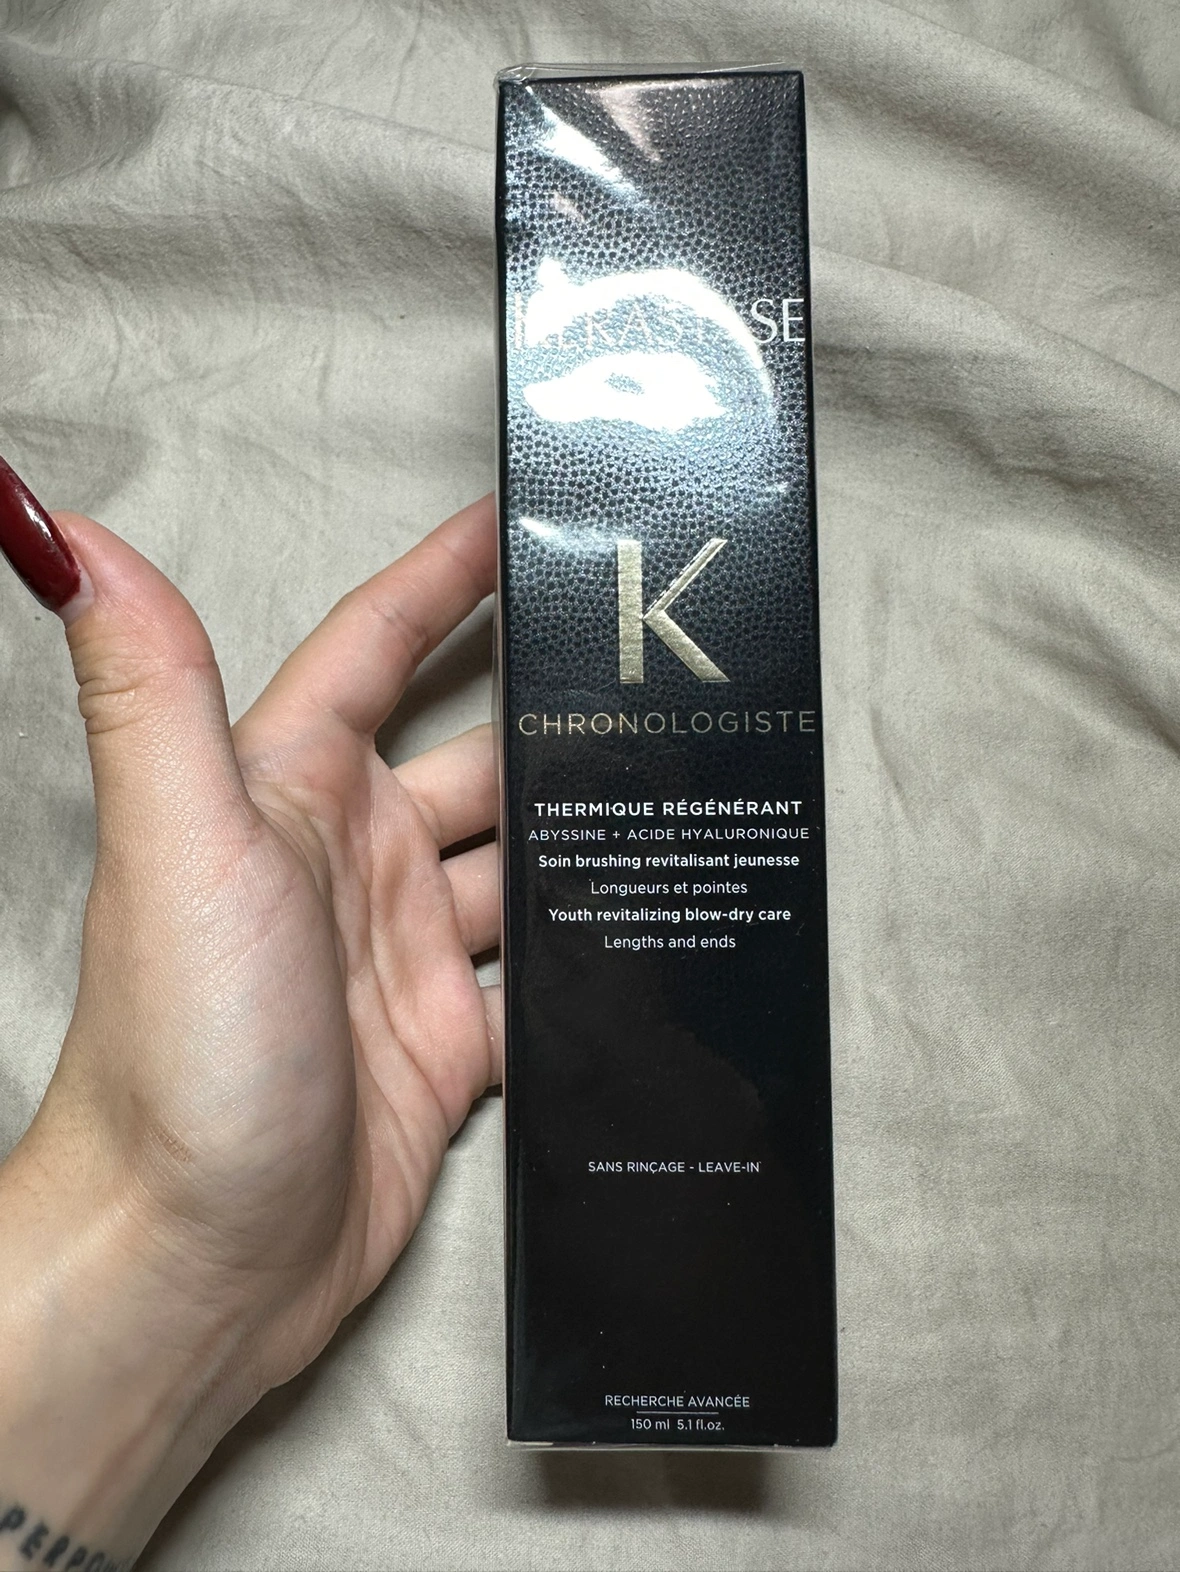 KÉRASTASE
K
CHRONOLOGISTE
THERMIQUE RÉGÉNÉRANT
ABYSSINE + ACIDE HYALURONIQUE
Soin brushing revitalisant jeunesse
Longueurs et pointes
Youth revitalizing blow-dry care
Lengths and ends
SANS RINÇAGE - LEAVE-IN
RECHERCHE AVANCÉE
150 ml 5.1 fl.oz.